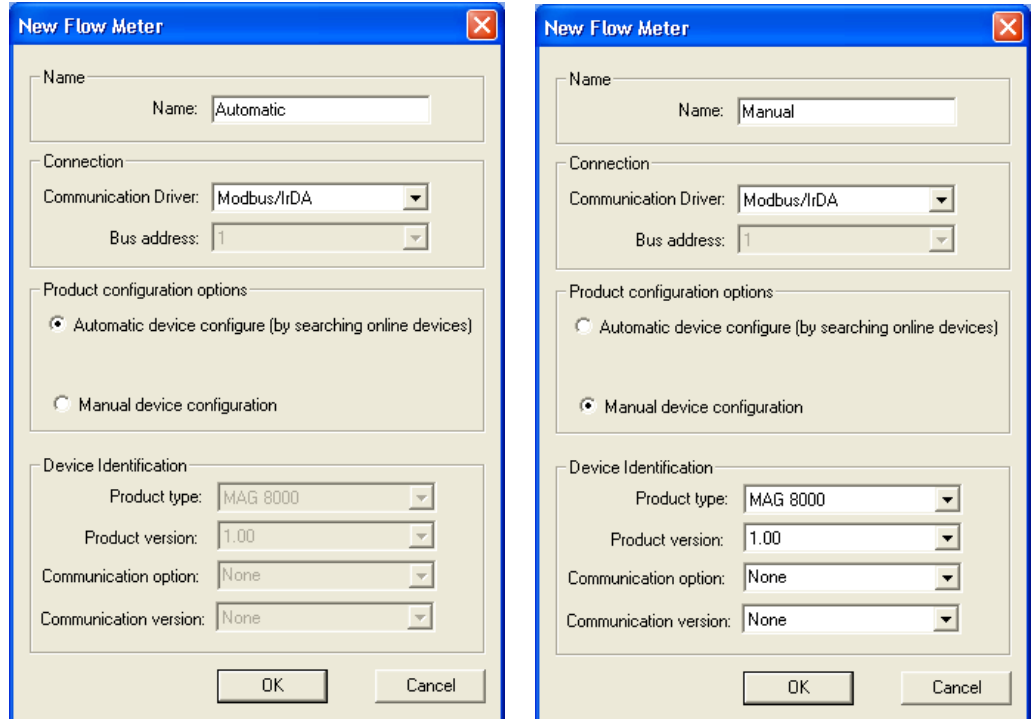 New Flow Meter
Name
Name: Automatic
Connection
Communication Driver: Modbus/IrDA
Bus address: 1
Product configuration options
Automatic device configure (by searching online devices)
Manual device configuration
Device Identification
Product type: MAG 8000
Product version: 1.00
Communication option: None
Communication version: None
OK Cancel
New Flow Meter
Name
Name: Manual
Connection
Communication Driver: Modbus/IrDA
Bus address: 1
Product configuration options
Automatic device configure (by searching online devices)
Manual device configuration
Device Identification
Product type: MAG 8000
Product version: 1.00
Communication option: None
Communication version: None
OK Cancel